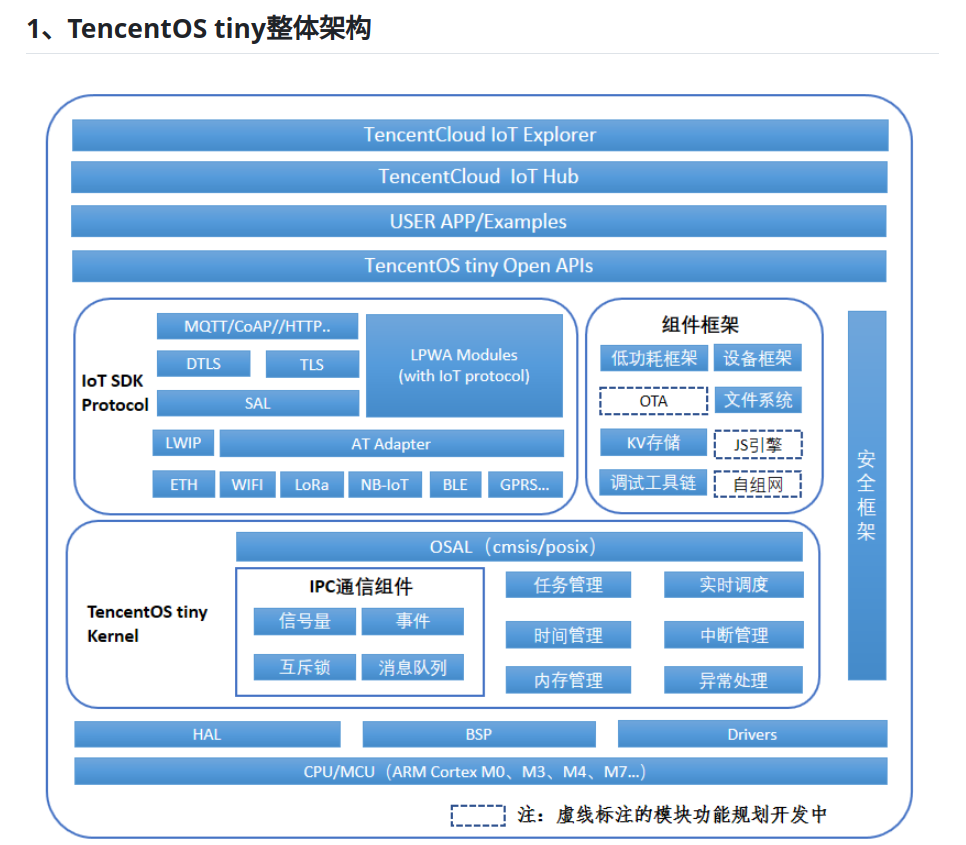 1、TencentOS tiny整体架构
TencentCloud IoT Explorer
TencentCloud IoT Hub
USER APP/Examples
TencentOS tiny Open APIs
IoT SDK
Protocol
MQTT/CoAP//HTTP..
DTLS
TLS
SAL
LPWA Modules
(with IoT protocol)
LWIP
AT Adapter
ETH
WIFI
LoRa
NB-IoT
BLE
GPRS...
组件框架
低功耗框架
设备框架
OTA
文件系统
KV存储
JS引擎
调试工具链
自组网
安全框架
TencentOS tiny
Kernel
OSAL（cmsis/posix）
IPC通信组件
信号量
事件
互斥锁
消息队列
任务管理
实时调度
时间管理
中断管理
内存管理
异常处理
HAL
BSP
Drivers
CPU/MCU（ARM Cortex M0、M3、M4、M7...）
注：虚线标注的模块功能规划开发中